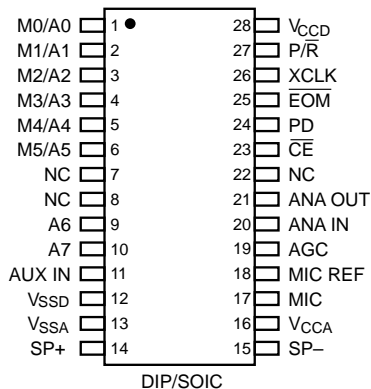 M0/A0 1 28 VCCD
M1/A1 2 27 P/R̅
M2/A2 3 26 XCLK
M3/A3 4 25 E̅O̅M̅
M4/A4 5 24 PD
M5/A5 6 23 C̅E̅
NC 7 22 NC
NC 8 21 ANA OUT
A6 9 20 ANA IN
A7 10 19 AGC
AUX IN 11 18 MIC REF
VSSD 12 17 MIC
VSSA 13 16 VCCA
SP+ 14 15 SP–
DIP/SOIC